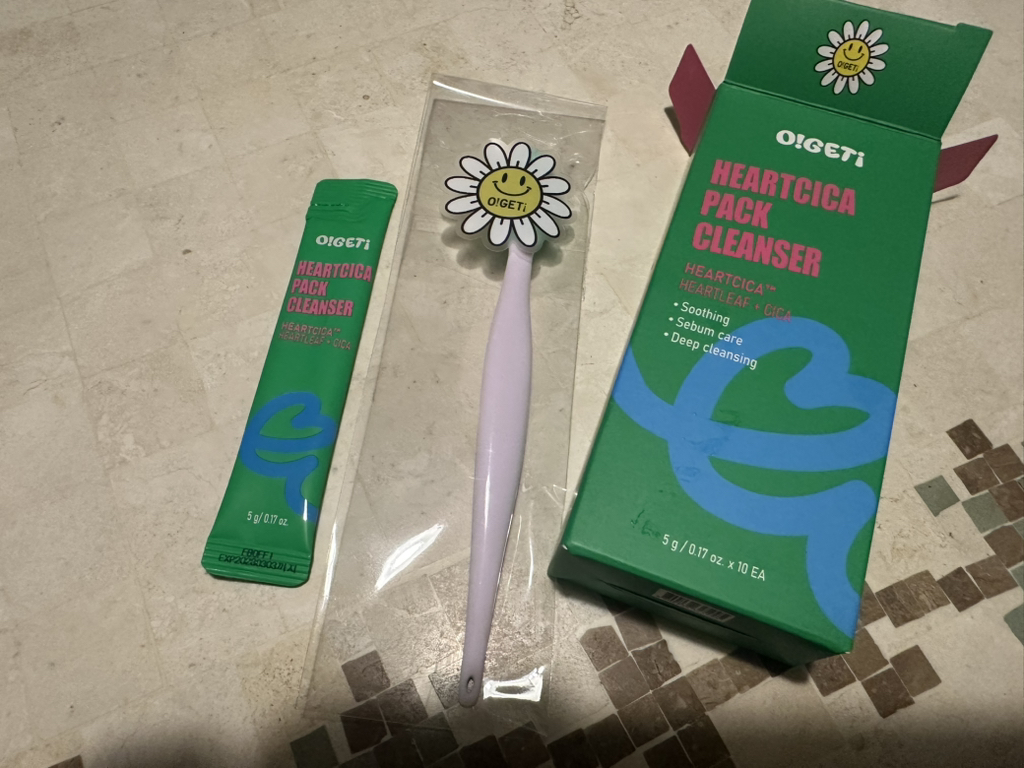 O!GETi
HEARTCICA
PACK
CLEANSER
HEARTCICA™
HEARTLEAF + CICA
5 g/ 0.17 oz.
O!GETi
O!GETi
O!GETi
HEARTCICA
PACK
CLEANSER
HEARTCICA™
HEARTLEAF + CICA
• Soothing
• Sebum care
• Deep cleansing
5 g / 0.17 oz. x 10 EA